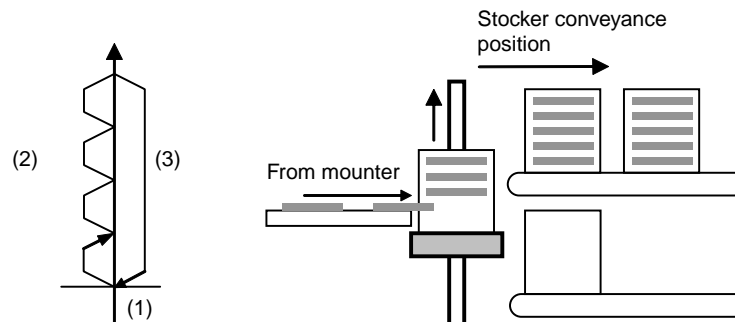 Stocker conveyance
position
(2)
(3)
From mounter
(1)